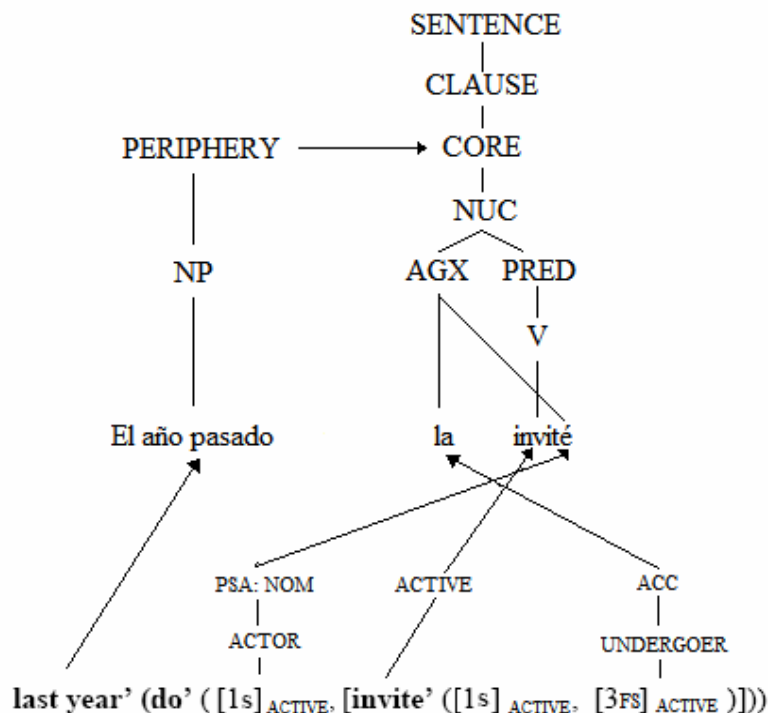 SENTENCE
CLAUSE
PERIPHERY CORE
NUC
NP AGX PRED
V
El año pasado la invité
PSA: NOM ACTIVE ACC
ACTOR UNDERGOER
last year’ (do’ ([1s] ACTIVE, [invite’ ([1s] ACTIVE, [3FS] ACTIVE )]))